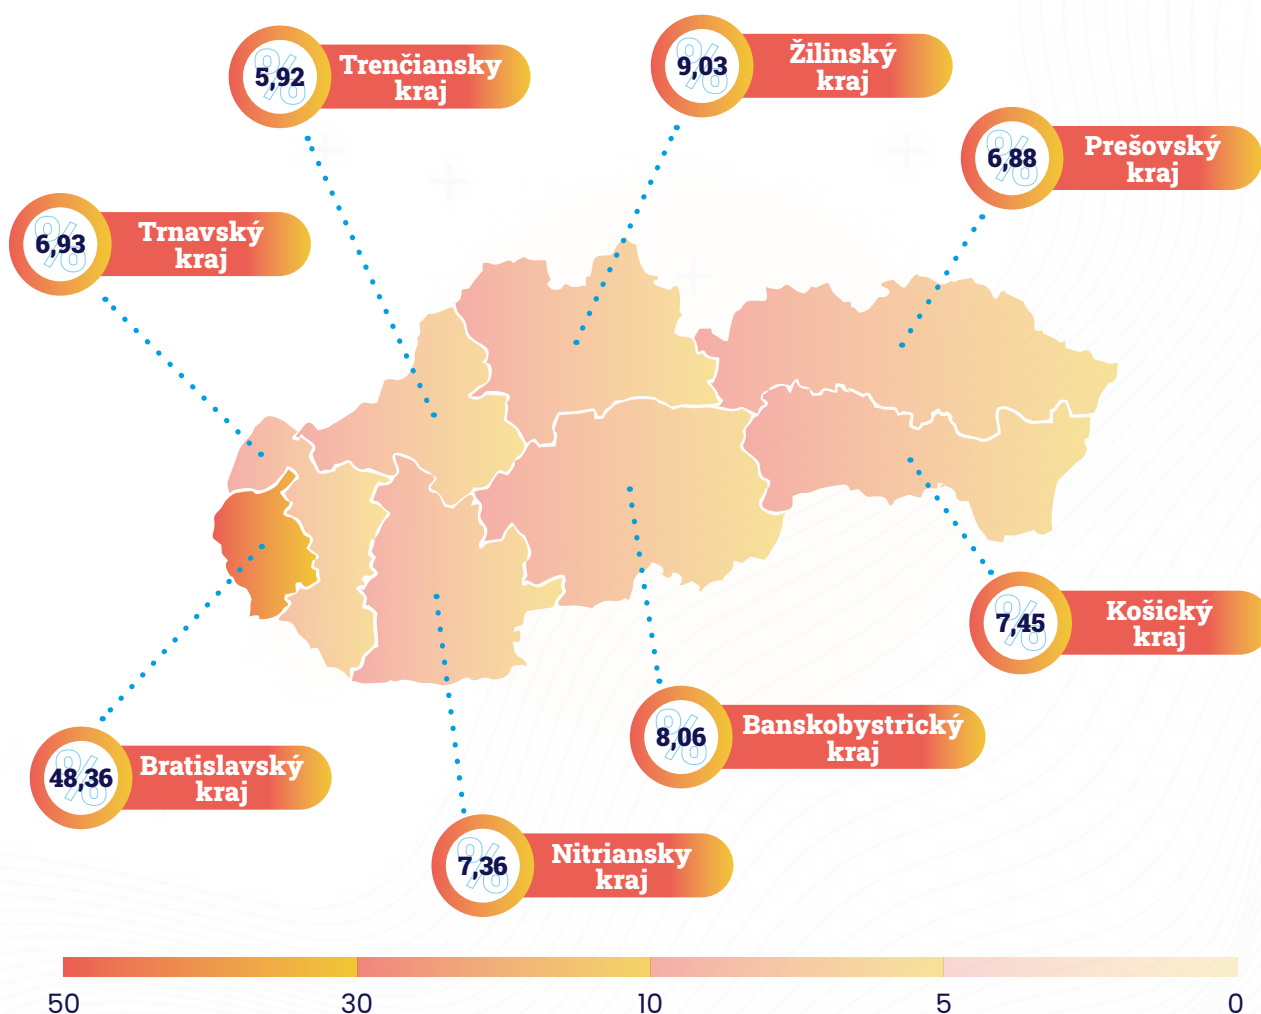 5,92 %
Trenčiansky
kraj
9,03 %
Žilinský
kraj
6,88 %
Prešovský
kraj
6,93 %
Trnavský
kraj
7,45 %
Košický
kraj
8,06 %
Banskobystrický
kraj
48,36 %
Bratislavský
kraj
7,36 %
Nitriansky
kraj
50 30 10 5 0